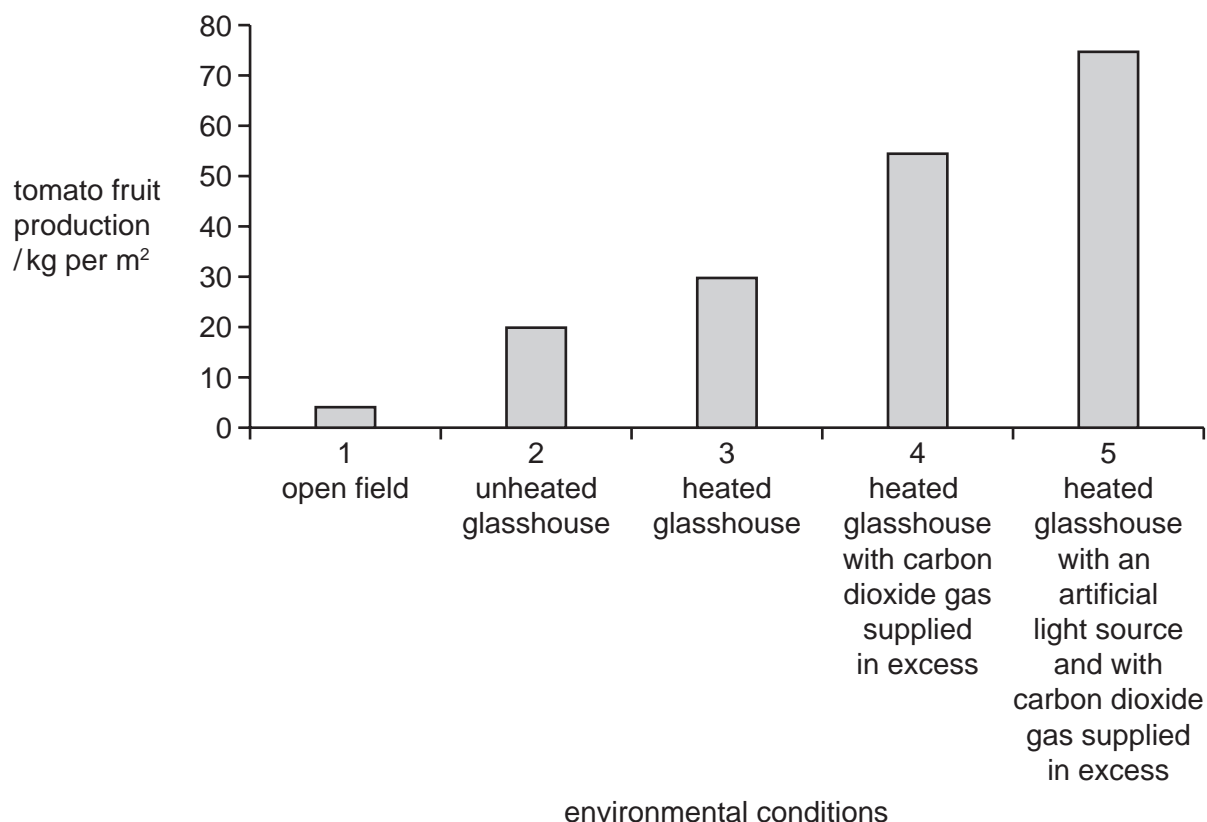 80
70
60
50
40
30
20
10
0
tomato fruit
production
/ kg per m²
1
open field
2
unheated
glasshouse
3
heated
glasshouse
4
heated
glasshouse
with carbon
dioxide gas
supplied
in excess
5
heated
glasshouse
with an
artificial
light source
and with
carbon dioxide
gas supplied
in excess
environmental conditions